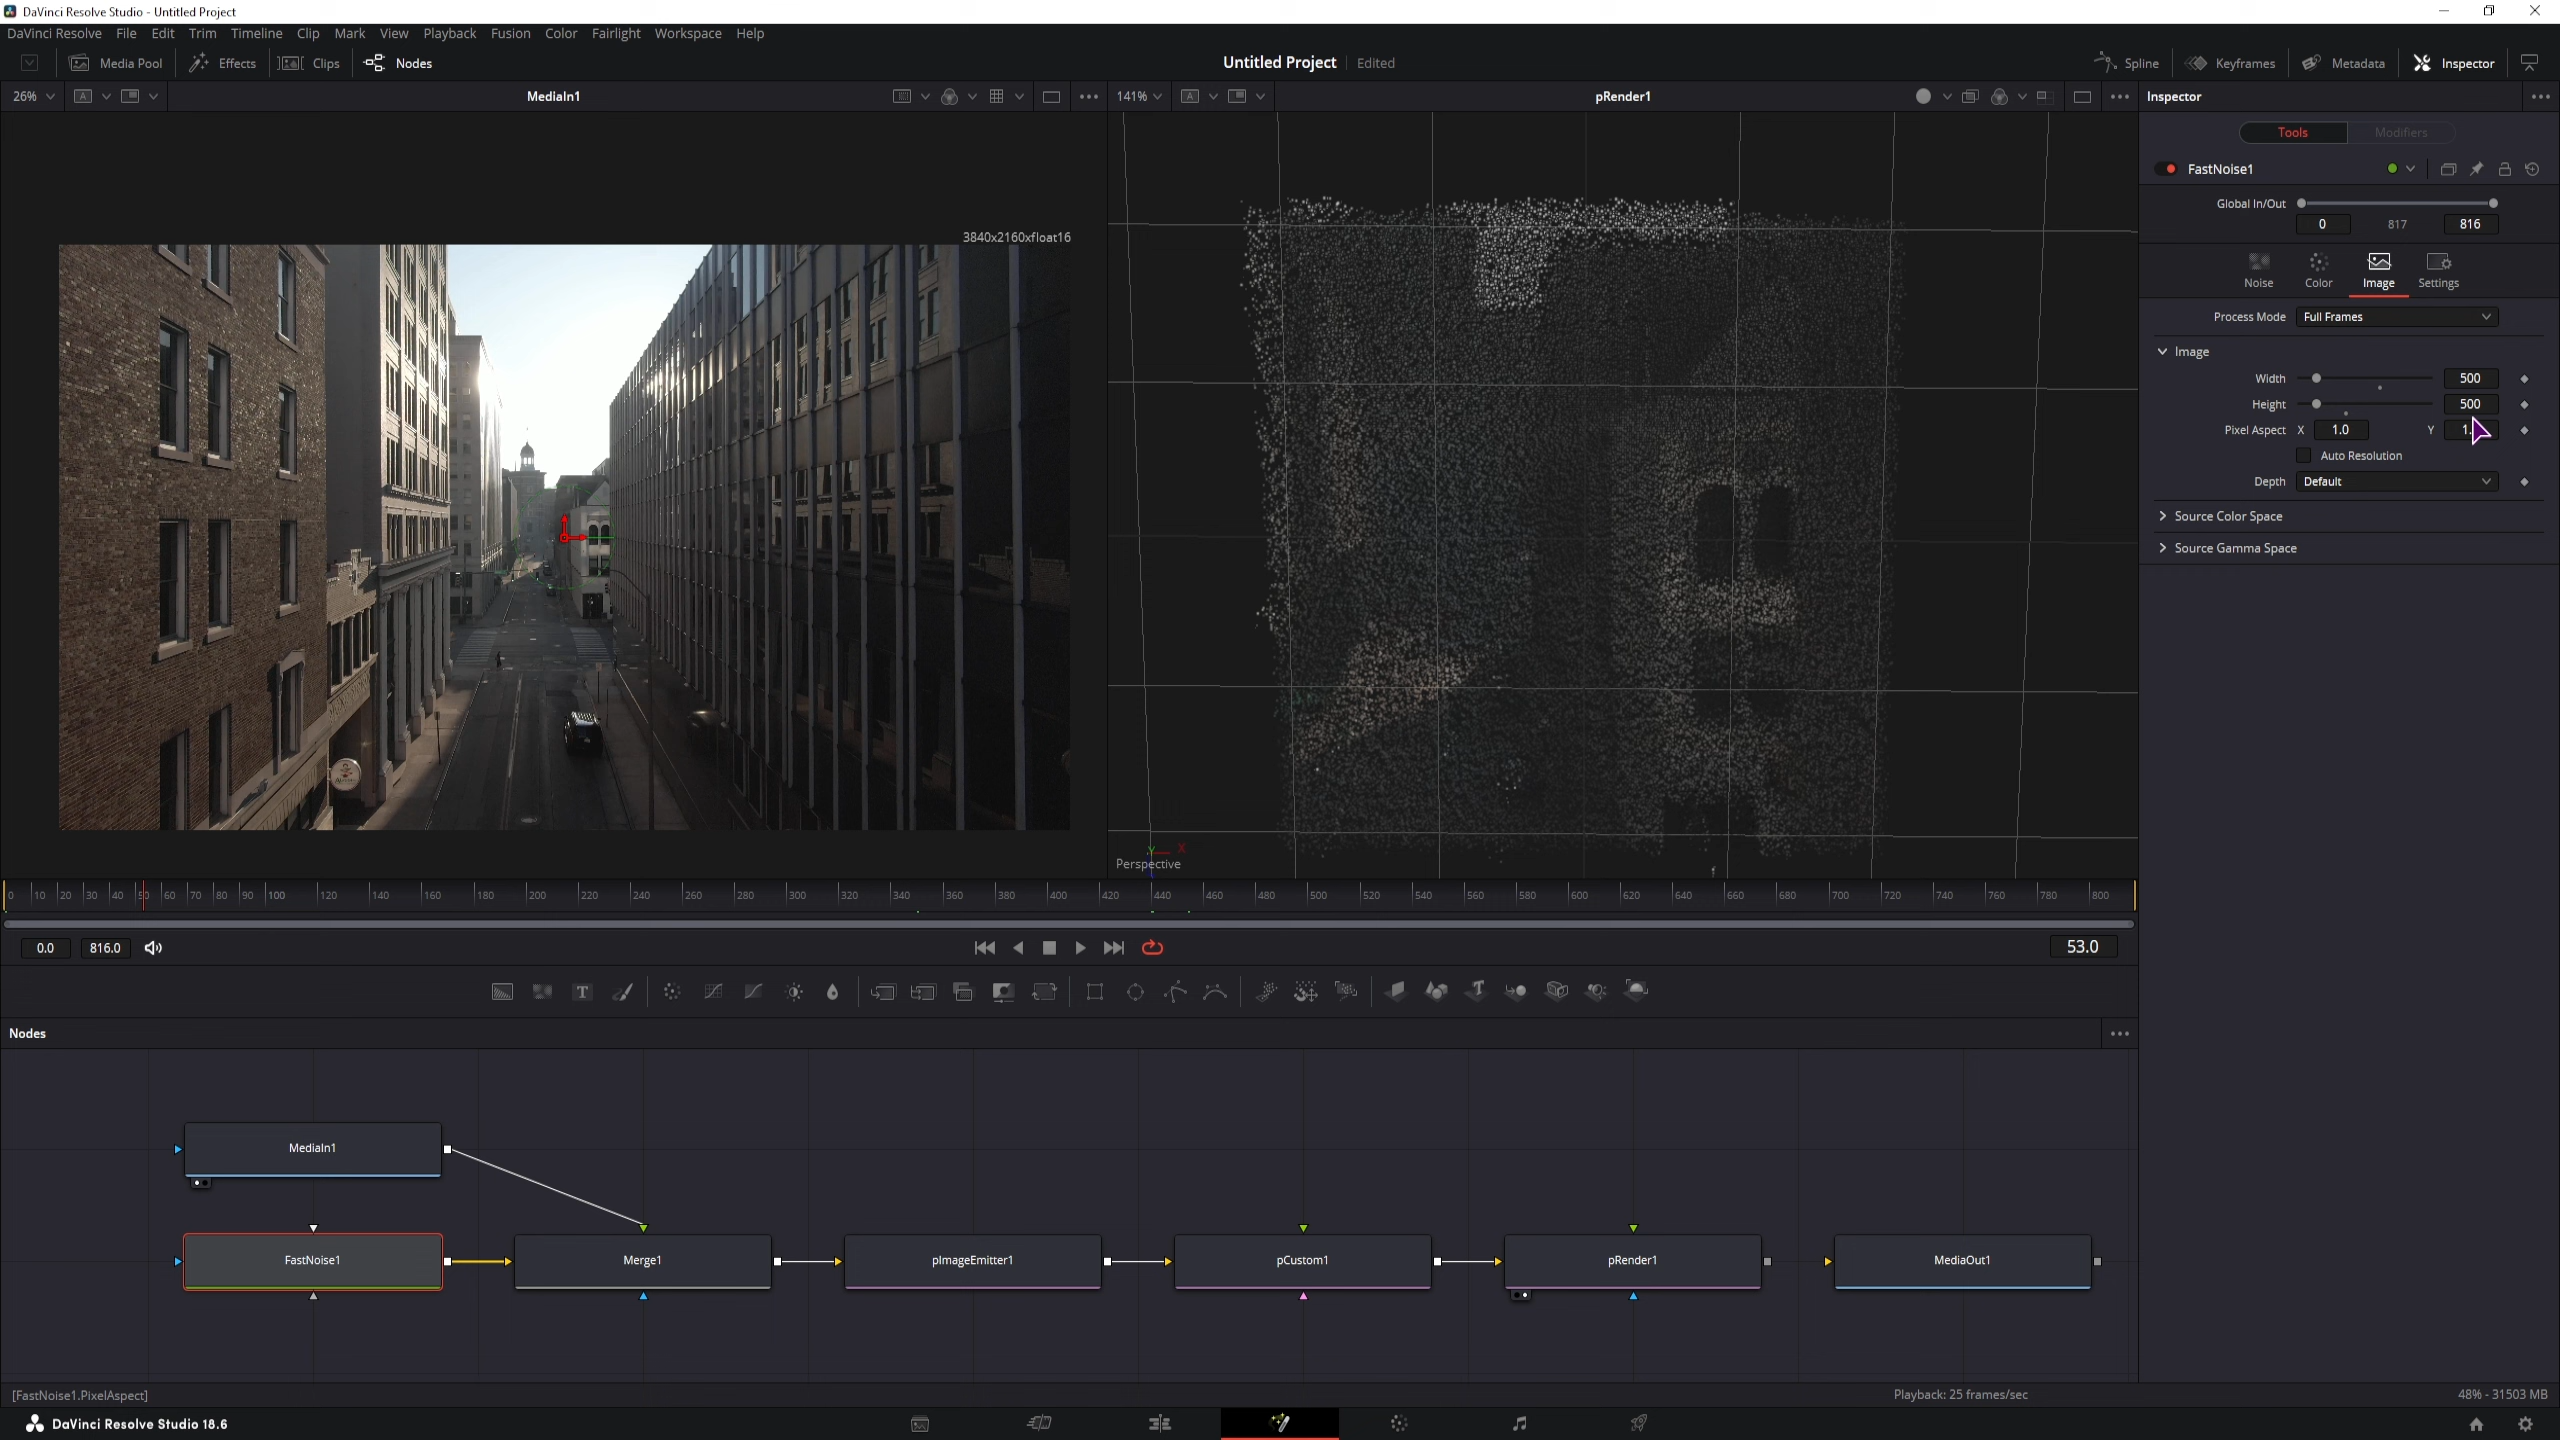 DaVinci Resolve Studio - Untitled Project
DaVinci Resolve File Edit Trim Timeline Clip Mark View Playback Fusion Color Fairlight Workspace Help
Media Pool Effects Clips Nodes Untitled Project Edited Spline Keyframes Metadata Inspector
26% A MediaIn1 141% A pRender1 Inspector
Tools Modifiers
FastNoise1
Global In/Out
0 817 816
3840x2160xfloat16
Noise Color Image Settings
Process Mode Full Frames
Image
Width 500
Height 500
Pixel Aspect X 1.0 Y
Auto Resolution
Depth Default
Source Color Space
Source Gamma Space
Y X
Perspective
0 10 20 30 40 50 60 70 80 90 100 120 140 160 180 200 220 240 260 280 300 320 340 360 380 400 420 440 460 480 500 520 540 560 580 600 620 640 660 680 700 720 740 760 780 800
0.0 816.0 53.0
T
Nodes
MediaIn1
FastNoise1 Merge1 pImageEmitter1 pCustom1 pRender1 MediaOut1
[FastNoise1.PixelAspect] Playback: 25 frames/sec 48% - 31503 MB
DaVinci Resolve Studio 18.6